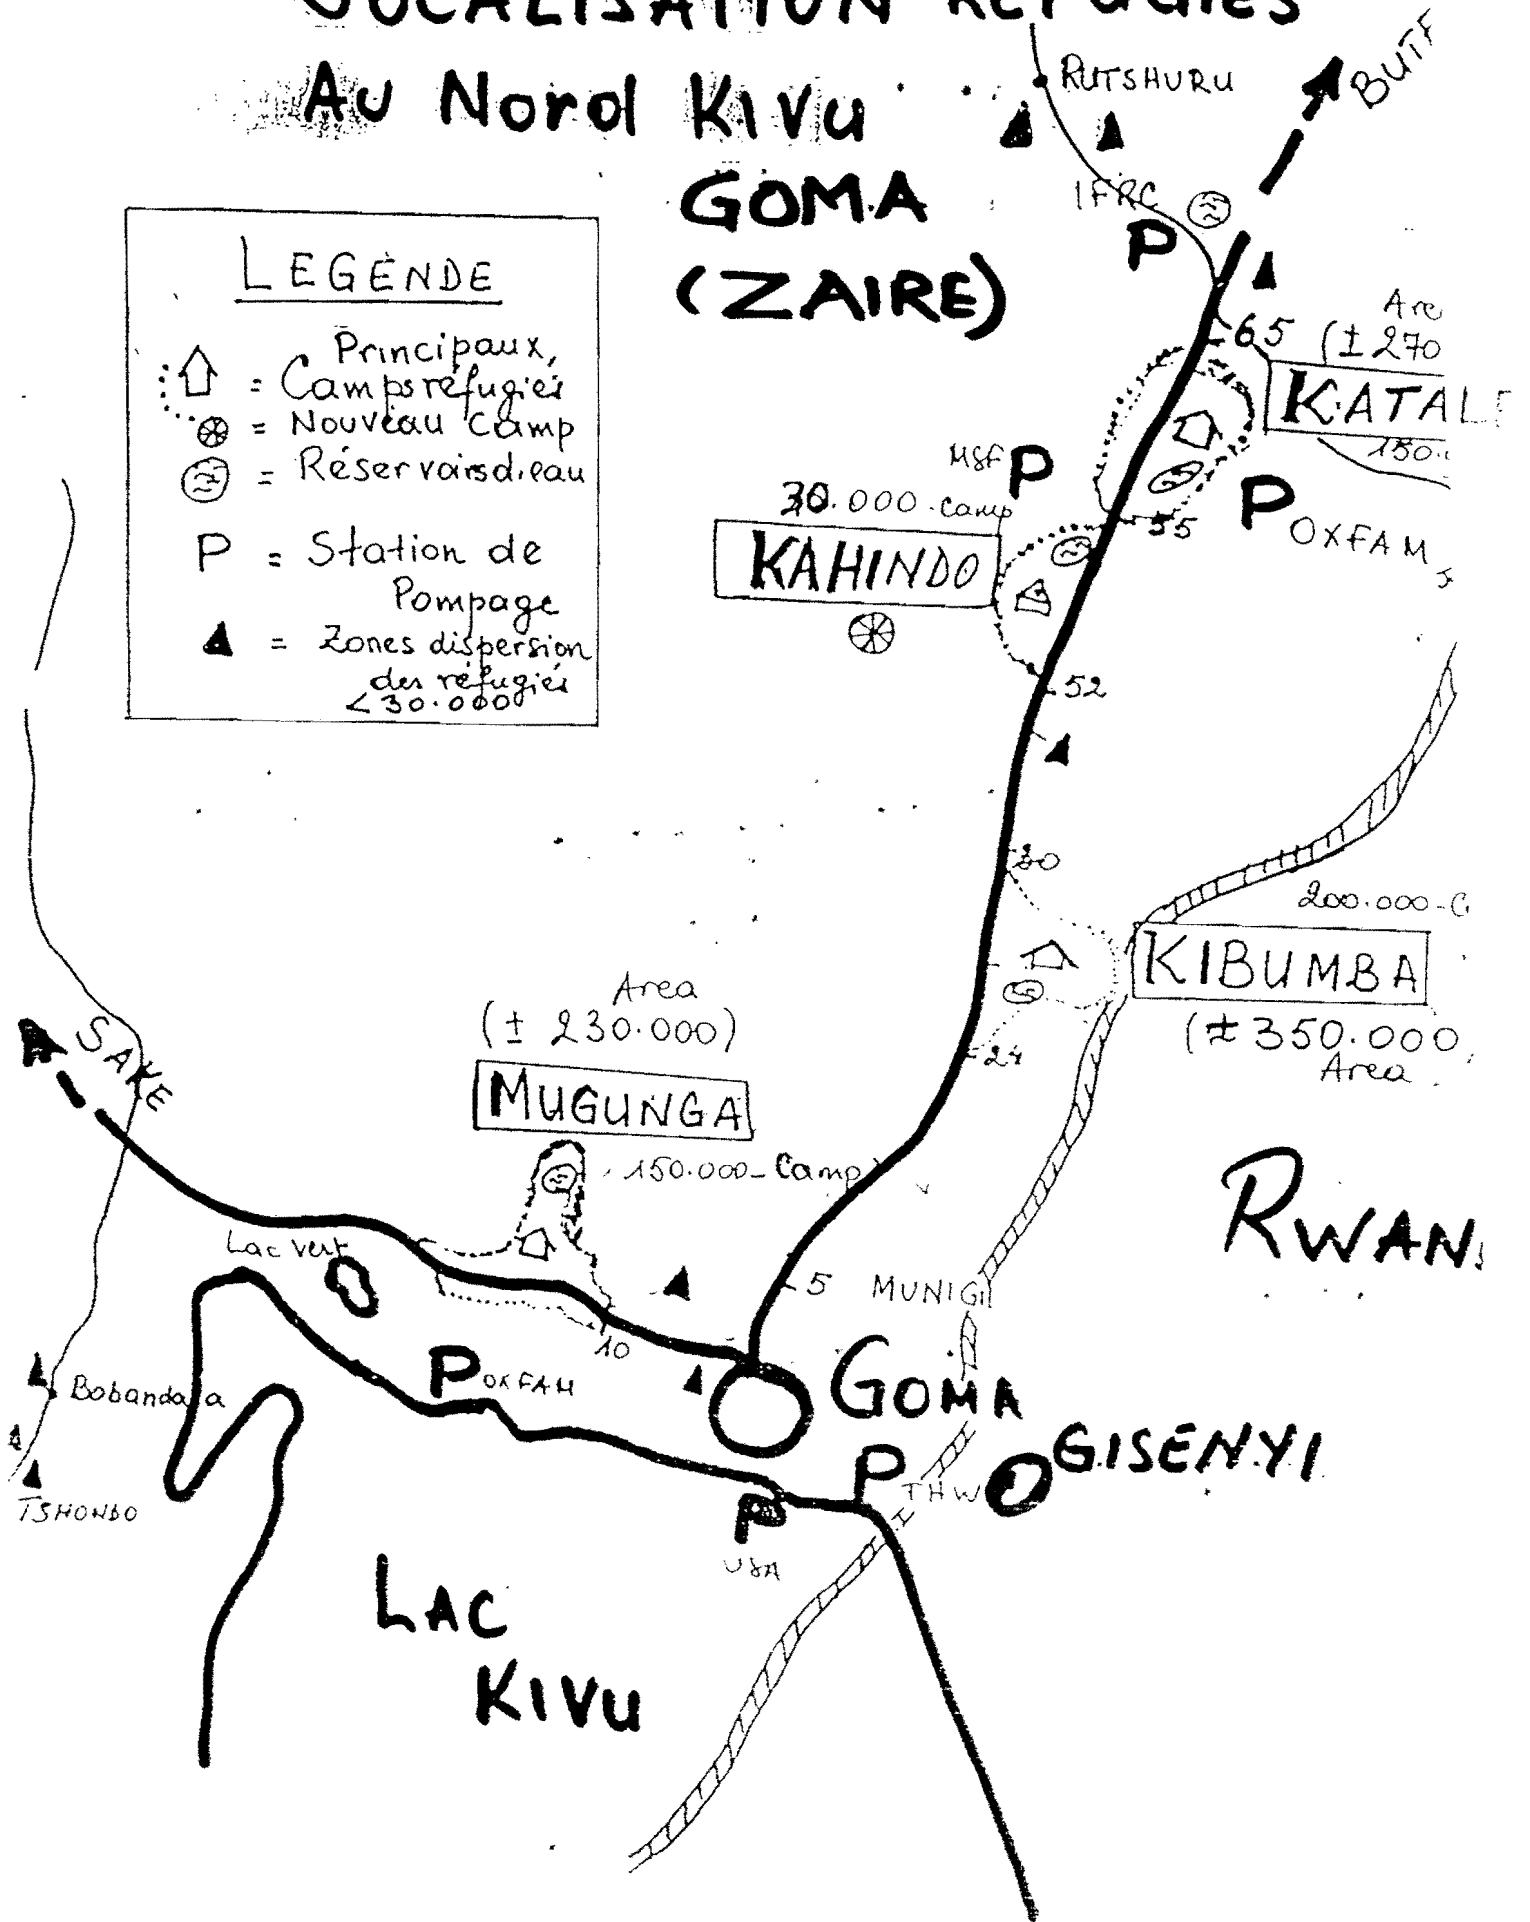 LOCALISATION REFUGIES
Au Nord KIVU
GOMA
(ZAIRE)
RUTSHURU
IFRC
P
LEGENDE
Principaux,
= Camps réfugiés
= Nouveau Camp
= Réservoirs d'eau
P = Station de
Pompage
= Zones dispersion
des réfugiés
<30.000
65
(± 270
KATALE
150.
MSF P
30.000 - camp
KAHINDO
55
P OXFAM
52
30
200.000 - C
KIBUMBA
(± 350.000
Area
24
SAKE
Area
(± 230.000)
MUGUNGA
150.000 - Camp
RWAN
Lac vert
5
MUNIGI
10
P OXFAM
GOMA
GISENYI
Bobandana
TSHONDO
P THW
P
USA
LAC
KIVU